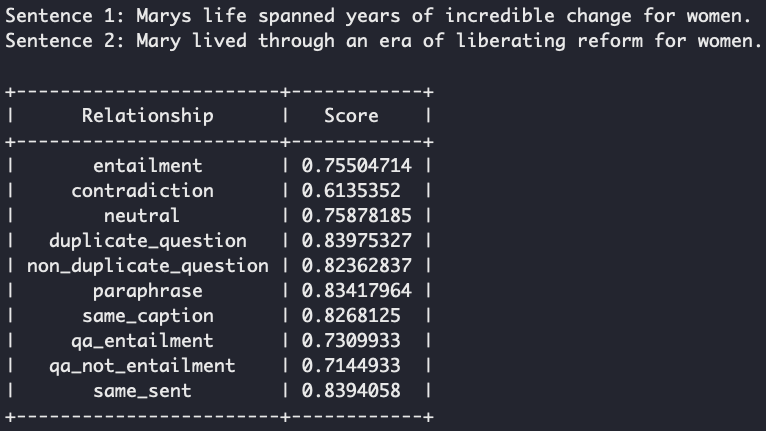 Sentence 1: Marys life spanned years of incredible change for women.
Sentence 2: Mary lived through an era of liberating reform for women.
+------------------------+------------+
| Relationship | Score |
+------------------------+------------+
| entailment | 0.75504714 |
| contradiction | 0.6135352 |
| neutral | 0.75878185 |
| duplicate_question | 0.83975327 |
| non_duplicate_question | 0.82362837 |
| paraphrase | 0.83417964 |
| same_caption | 0.8268125 |
| qa_entailment | 0.7309933 |
| qa_not_entailment | 0.7144933 |
| same_sent | 0.8394058 |
+------------------------+------------+